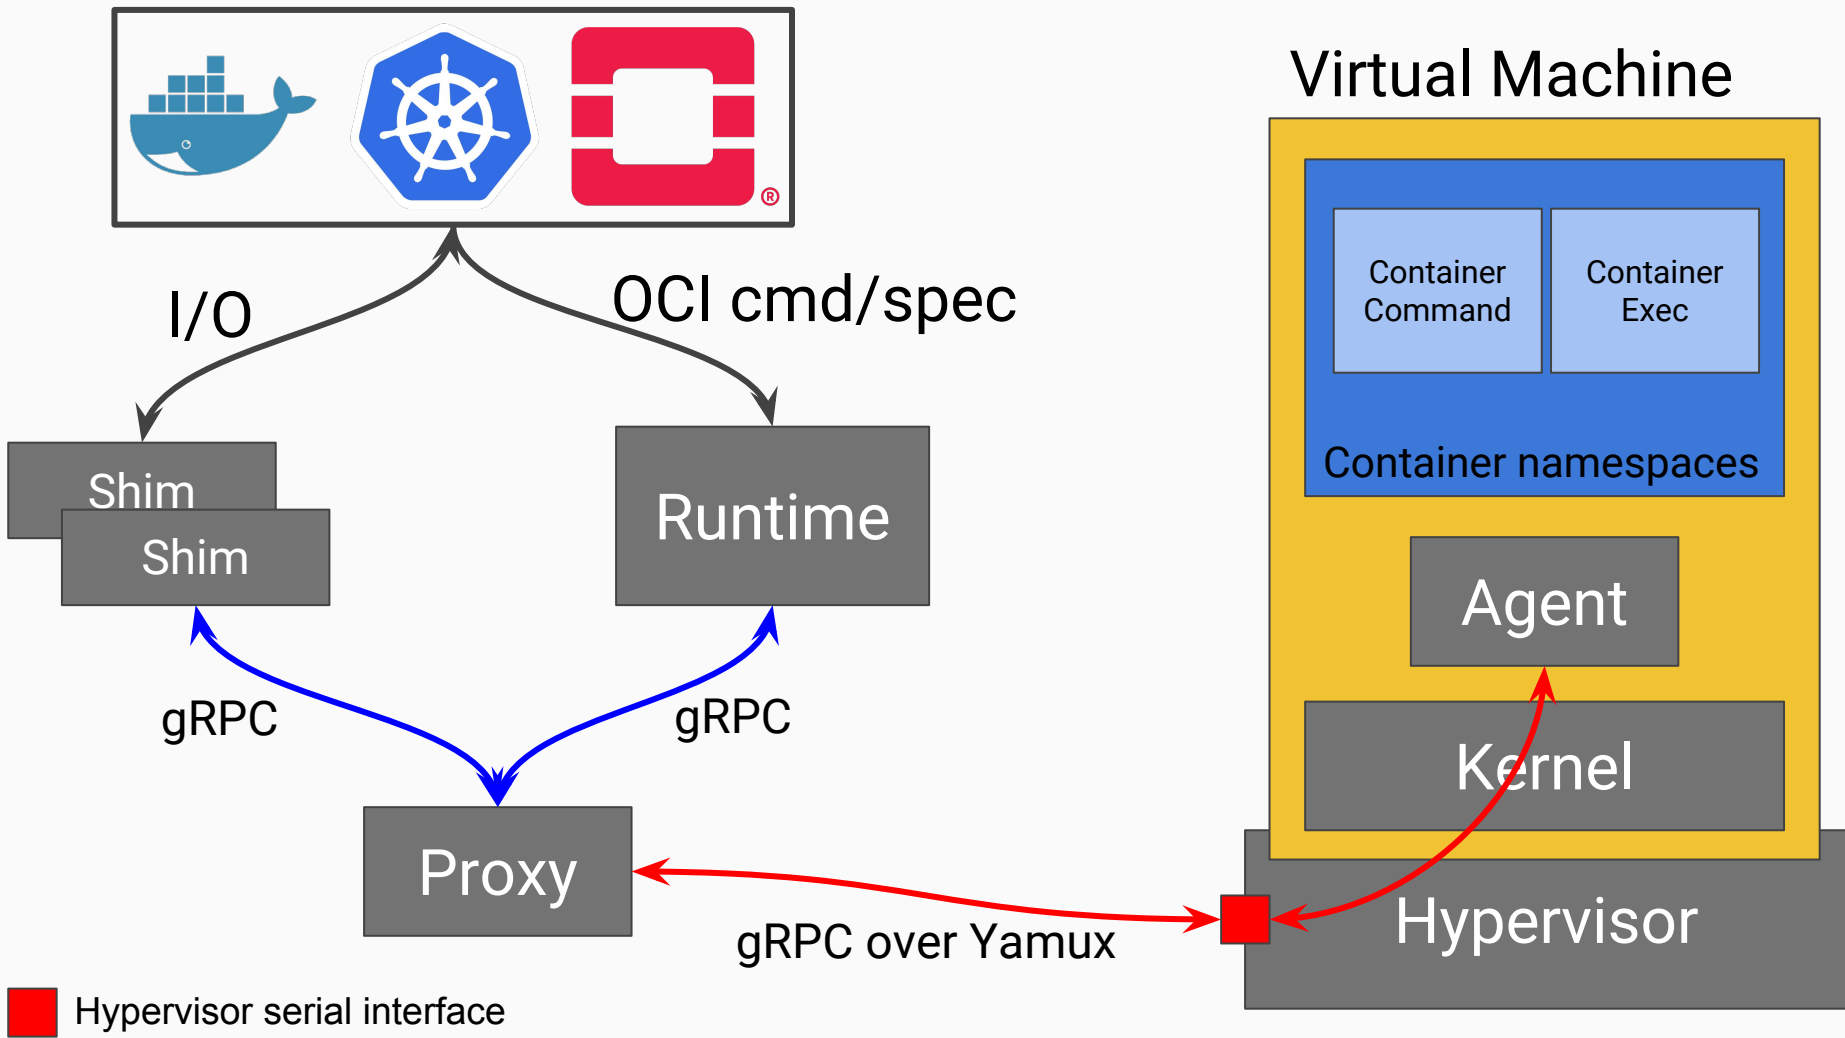 ®
Virtual Machine
I/O
OCI cmd/spec
Container
Command
Container
Exec
Container namespaces
Shim
Shim
Runtime
Agent
gRPC
gRPC
Kernel
Proxy
gRPC over Yamux
Hypervisor
Hypervisor serial interface